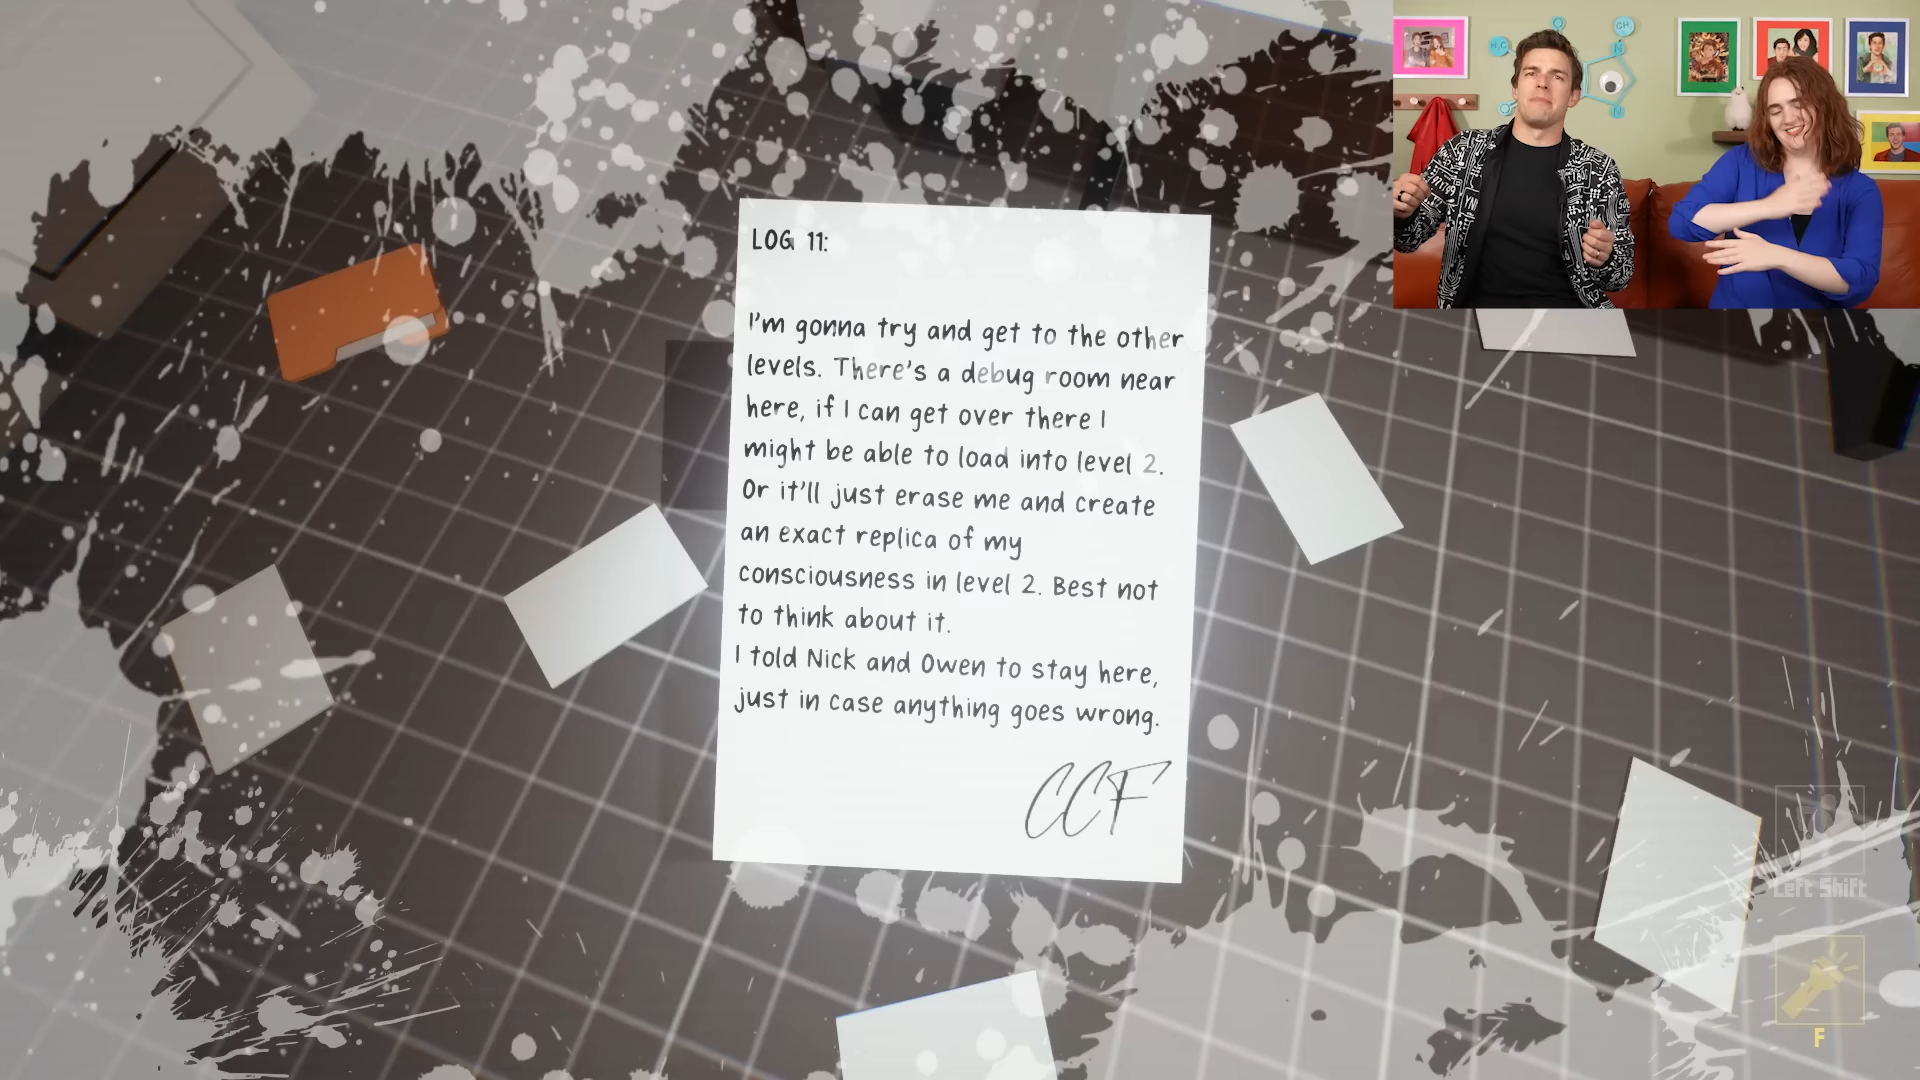 LOG 11:
I'm gonna try and get to the other
levels. There's a debug room near
here, if I can get over there I
might be able to load into level 2.
Or it'll just erase me and create
an exact replica of my
consciousness in level 2. Best not
to think about it.
I told Nick and Owen to stay here,
just in case anything goes wrong.
CCF
Left Shift
F
H₃C
O
CH₃
N
O
N